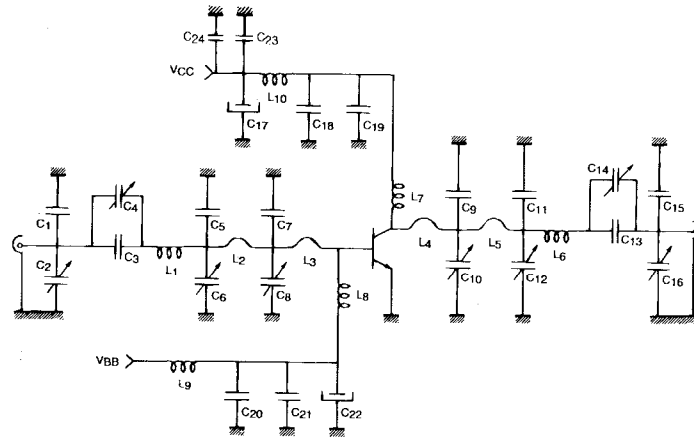 C24 C23
VCC
L10
C17 C18 C19
C14
C4 L7
C1 C5 C7 C9 C11 C15
C3 L1 L2 L3 L4 L5 L6 C13
C2 C6 C8 C10 C12 C16
L8
VBB
L9
C20 C21 C22